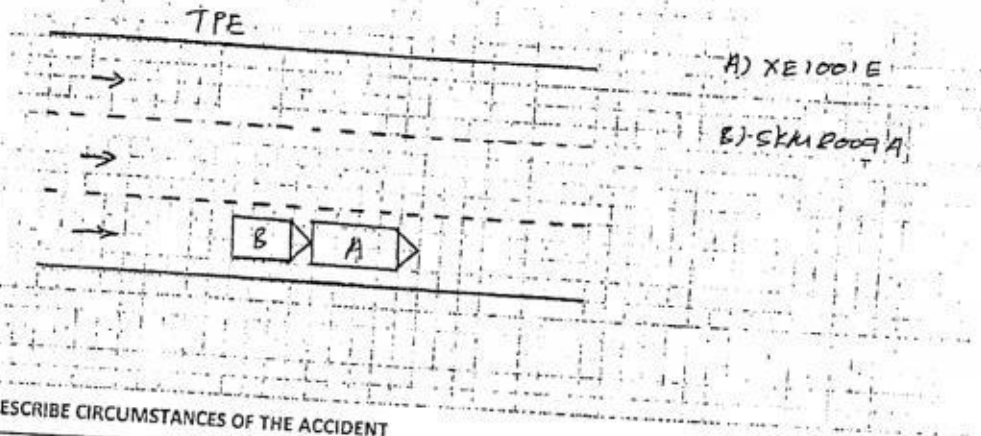 TPE
A) XE1001E
B) SKM2009A
B A
ESCRIBE CIRCUMSTANCES OF THE ACCIDENT